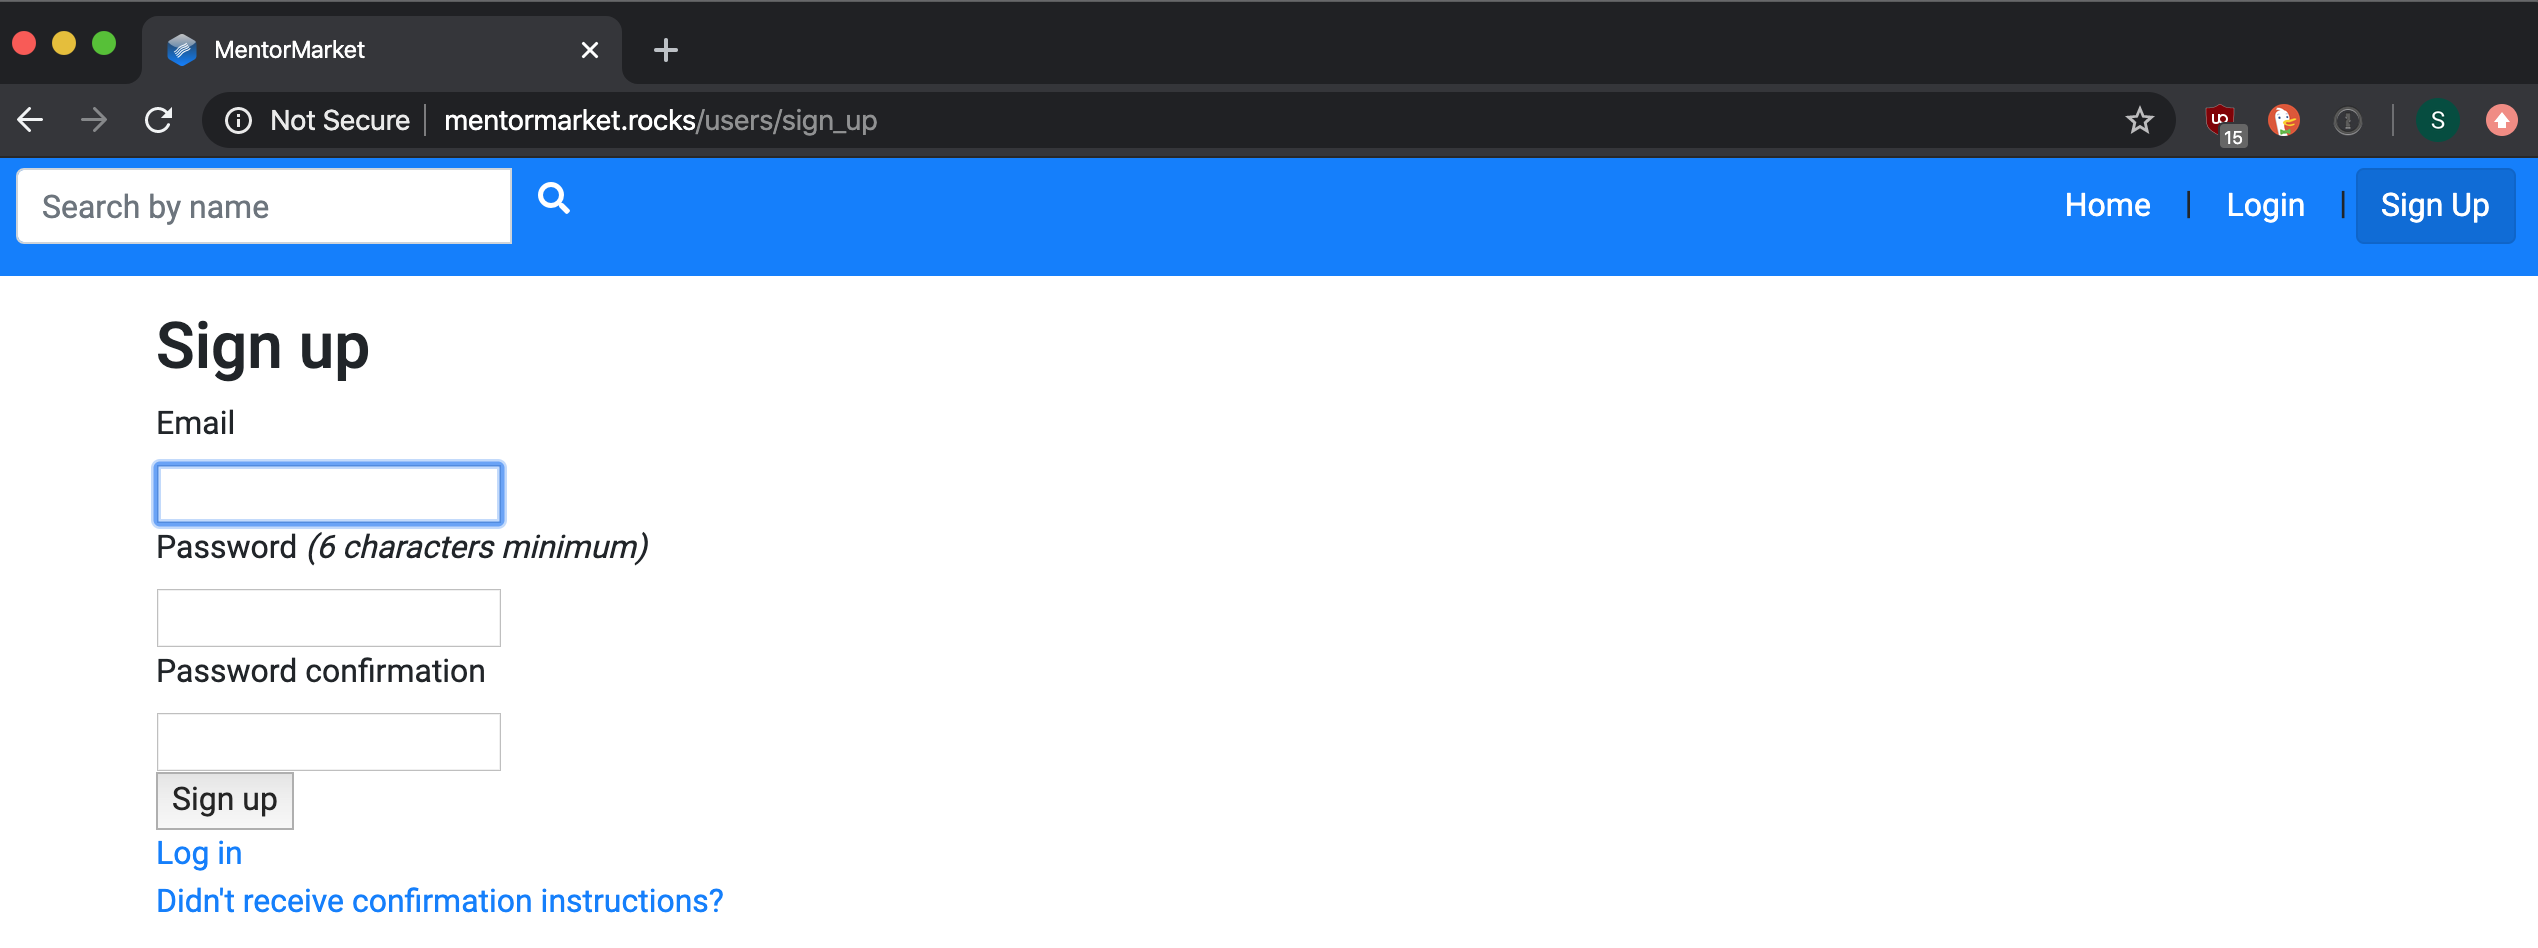 MentorMarket
Not Secure mentormarket.rocks/users/sign_up
15
S
Search by name
Home | Login | Sign Up
Sign up
Email
Password (6 characters minimum)
Password confirmation
Sign up
Log in
Didn't receive confirmation instructions?